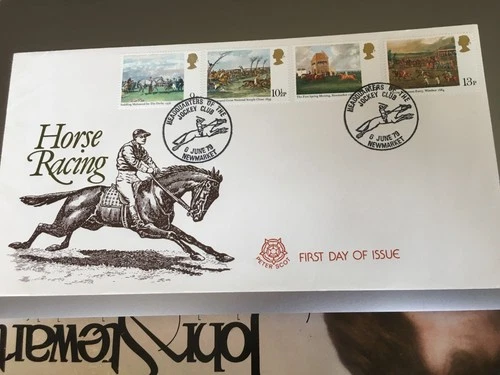 9p
10½p
13p
HEADQUARTERS OF THE
JOCKEY CLUB
6 JUNE 79
NEWMARKET
HEADQUARTERS OF THE
JOCKEY CLUB
6 JUNE 79
NEWMARKET
Horse
Racing
PETER SCOT
FIRST DAY OF ISSUE
John Stewart